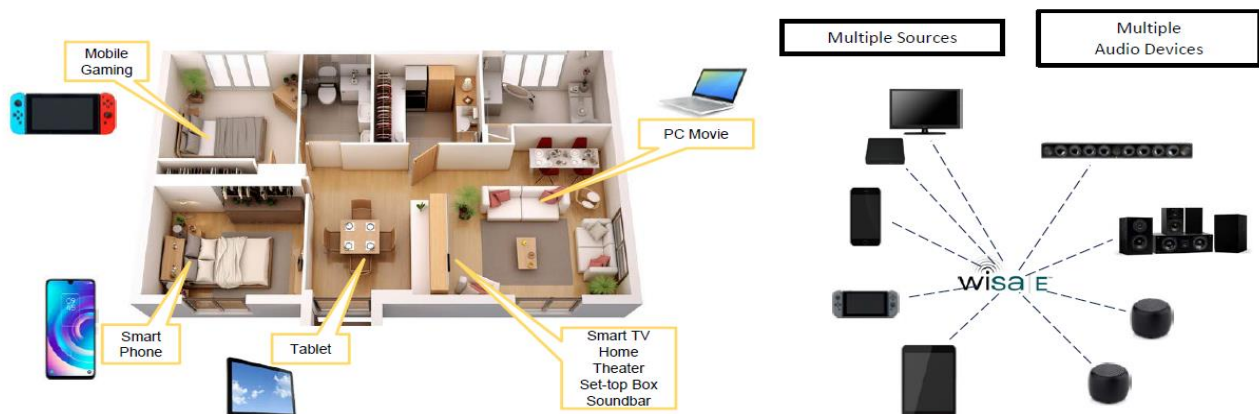 Mobile
Gaming
PC Movie
Smart
Phone
Tablet
Smart TV
Home
Theater
Set-top Box
Soundbar
Multiple Sources
Multiple
Audio Devices
wisa E